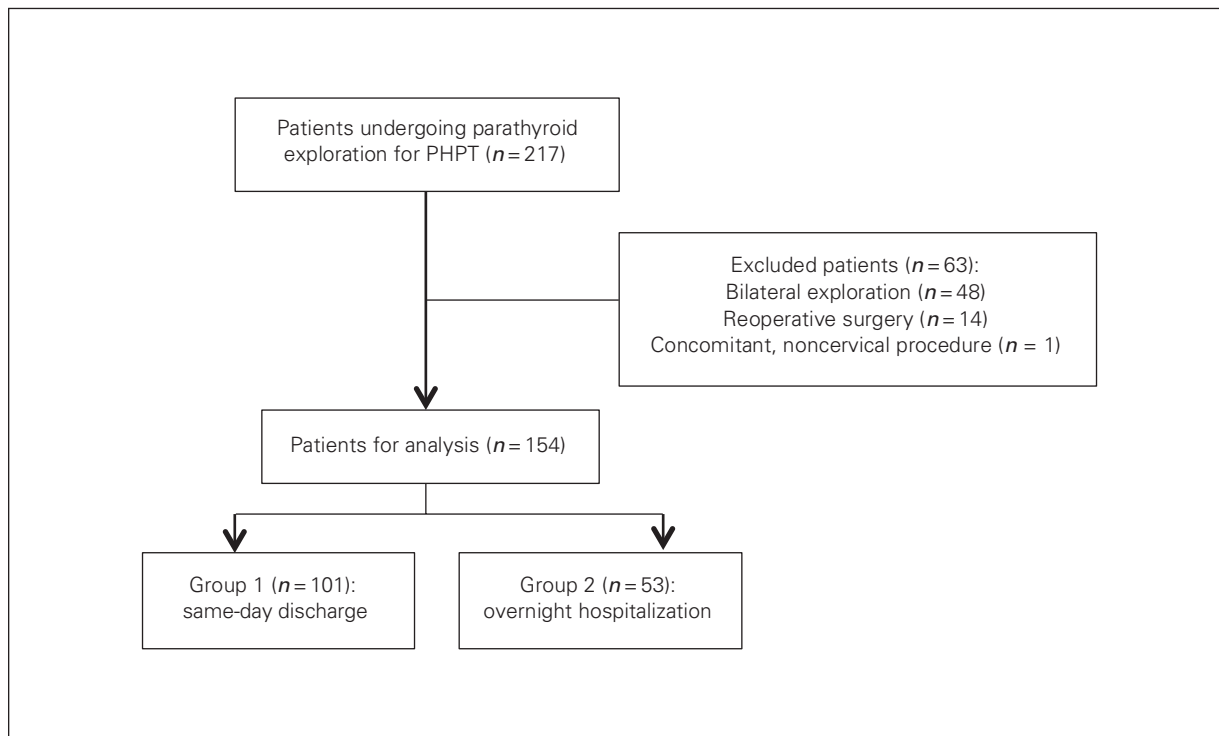 Patients undergoing parathyroid
exploration for PHPT (n = 217)
Excluded patients (n = 63):
Bilateral exploration (n = 48)
Reoperative surgery (n = 14)
Concomitant, noncervical procedure (n = 1)
Patients for analysis (n = 154)
Group 1 (n = 101):
same-day discharge
Group 2 (n = 53):
overnight hospitalization